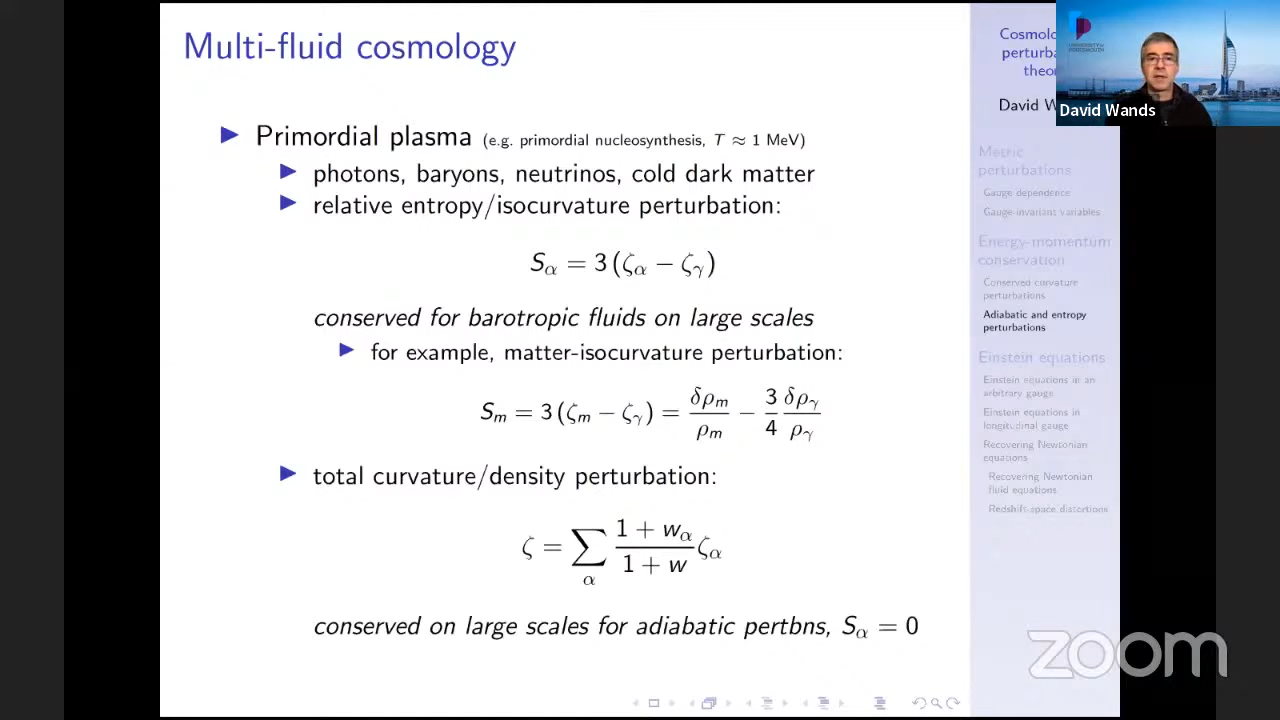 Multi-fluid cosmology
Primordial plasma (e.g. primordial nucleosynthesis, T ≈ 1 MeV)
photons, baryons, neutrinos, cold dark matter
relative entropy/isocurvature perturbation:
S_α = 3 (ζ_α − ζ_γ)
conserved for barotropic fluids on large scales
for example, matter-isocurvature perturbation:
S_m = 3 (ζ_m − ζ_γ) = δρ_m/ρ_m − 3/4 δρ_γ/ρ_γ
total curvature/density perturbation:
ζ = ∑_α (1 + w_α)/(1 + w) ζ_α
conserved on large scales for adiabatic pertbns, S_α = 0
David Wands
Metric
perturbations
Gauge dependence
Gauge-invariant variables
Energy-momentum
conservation
Conserved curvature
perturbations
Adiabatic and entropy
perturbations
Einstein equations
Einstein equations in an
arbitrary gauge
Einstein equations in
longitudinal gauge
Recovering Newtonian
equations
Recovering Newtonian
fluid equations
Redshift-space distortions
zoom